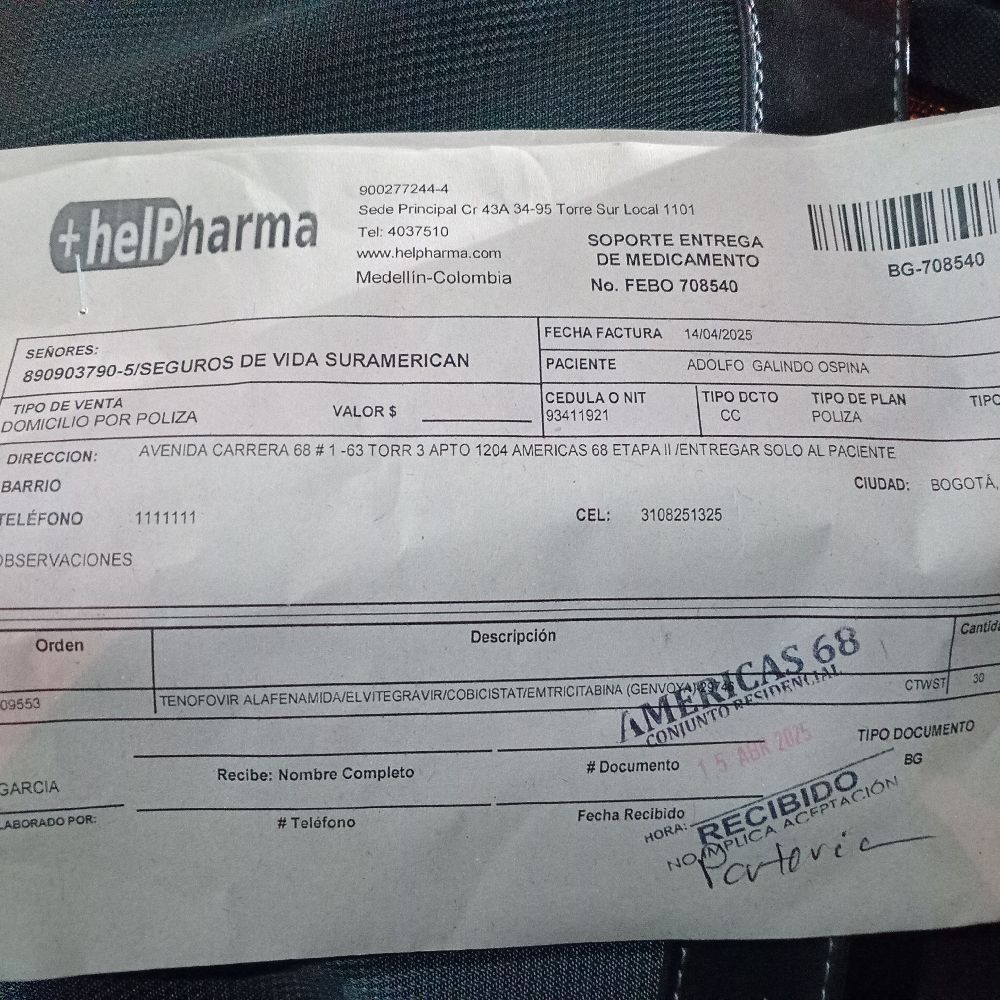 +helPharma
900277244-4
Sede Principal Cr 43A 34-95 Torre Sur Local 1101
Tel: 4037510
www.helpharma.com
Medellín-Colombia
SOPORTE ENTREGA
DE MEDICAMENTO
No. FEBO 708540
BG-708540
SEÑORES:
890903790-5/SEGUROS DE VIDA SURAMERICAN
FECHA FACTURA 14/04/2025
PACIENTE ADOLFO GALINDO OSPINA
TIPO DE VENTA
DOMICILIO POR POLIZA
VALOR $
CEDULA O NIT
93411921
TIPO DCTO
CC
TIPO DE PLAN
POLIZA
TIPO
DIRECCION: AVENIDA CARRERA 68 # 1 -63 TORR 3 APTO 1204 AMERICAS 68 ETAPA II /ENTREGAR SOLO AL PACIENTE
BARRIO
CIUDAD: BOGOTÁ,
TELÉFONO 1111111
CEL: 3108251325
OBSERVACIONES
Orden Descripción Cantida
09553 TENOFOVIR ALAFENAMIDA/ELVITEGRAVIR/COBICISTAT/EMTRICITABINA (GENVOYA) CTWST 30
AMERICAS 68
CONJUNTO RESIDENCIAL
15 ABR 2025
Recibe: Nombre Completo
# Documento
TIPO DOCUMENTO
BG
GARCIA
LABORADO POR:
# Teléfono
Fecha Recibido
HORA:
RECIBIDO
NO IMPLICA ACEPTACIÓN